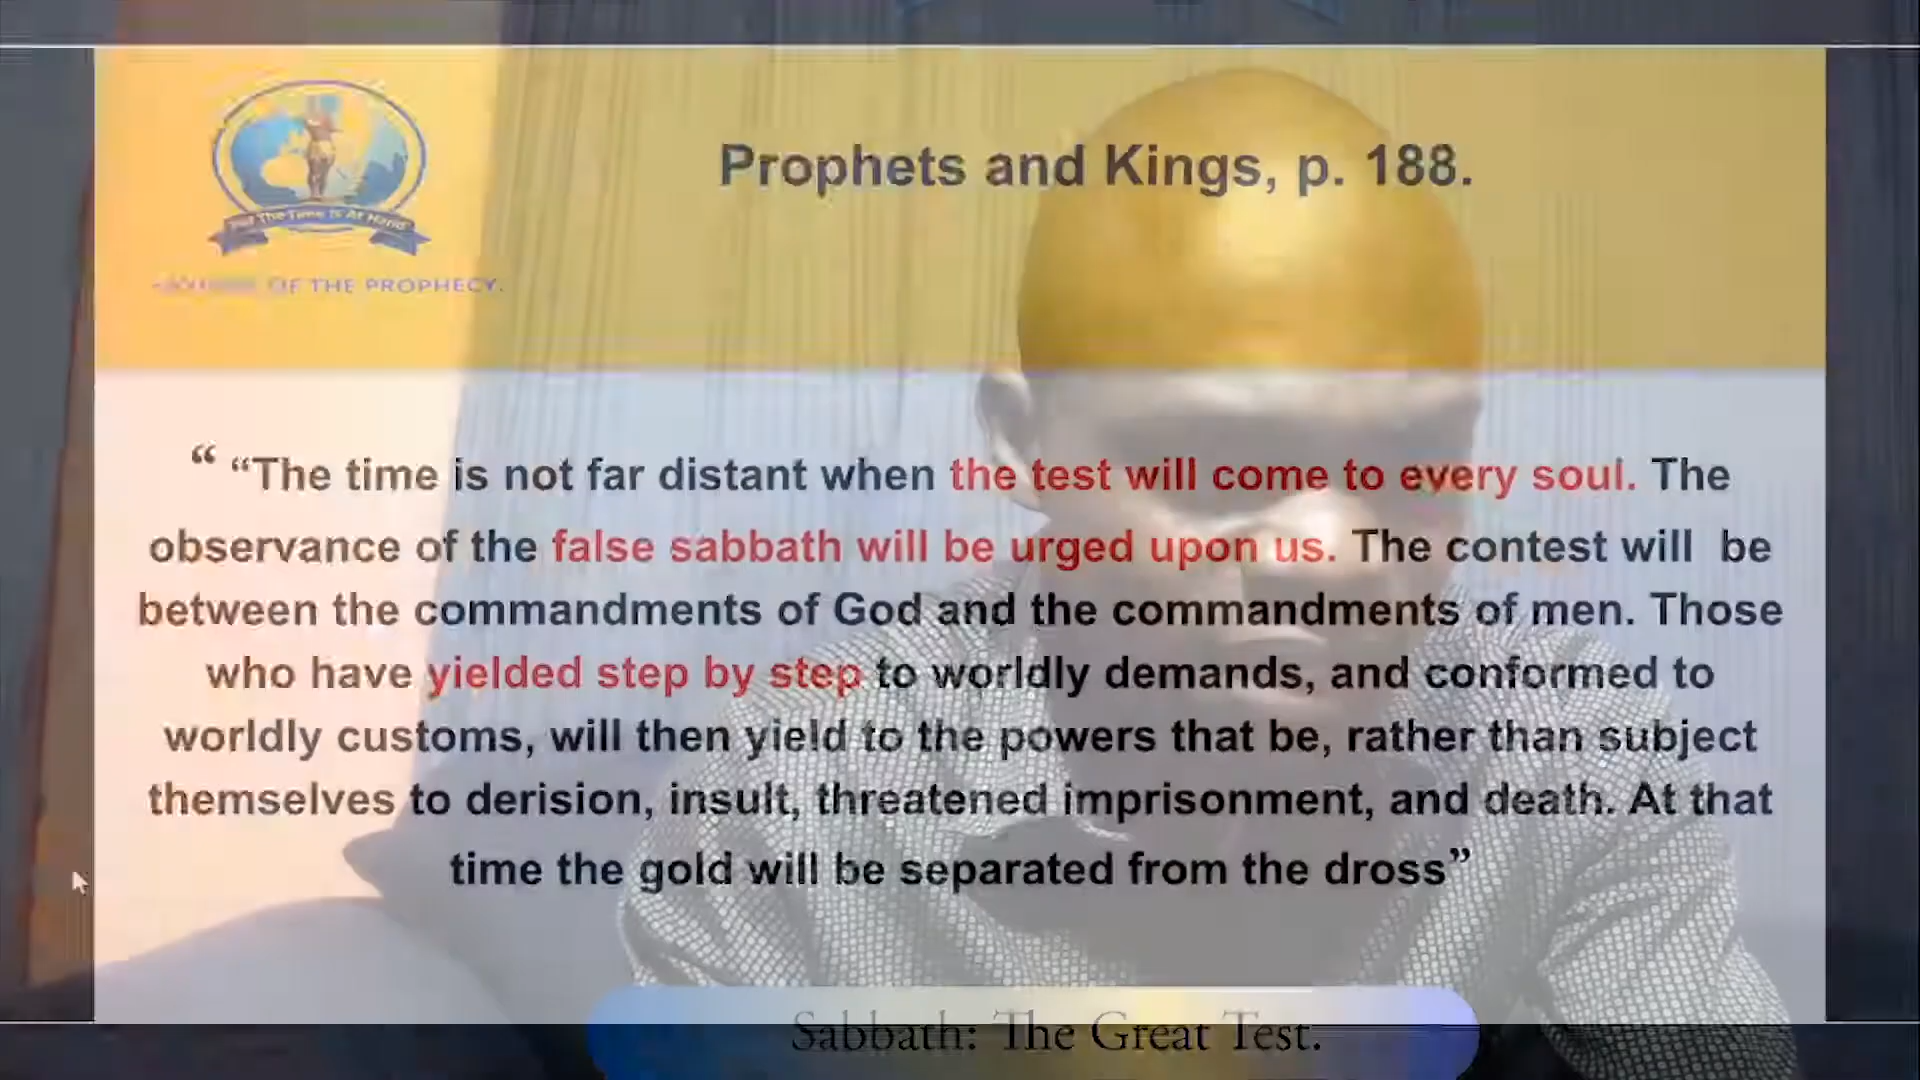 Prophets and Kings, p. 188.
The Time Is At Hand
OF THE PROPHECY.
“ “The time is not far distant when the test will come to every soul. The
observance of the false sabbath will be urged upon us. The contest will be
between the commandments of God and the commandments of men. Those
who have yielded step by step to worldly demands, and conformed to
worldly customs, will then yield to the powers that be, rather than subject
themselves to derision, insult, threatened imprisonment, and death. At that
time the gold will be separated from the dross”
Sabbath: The Great Test.